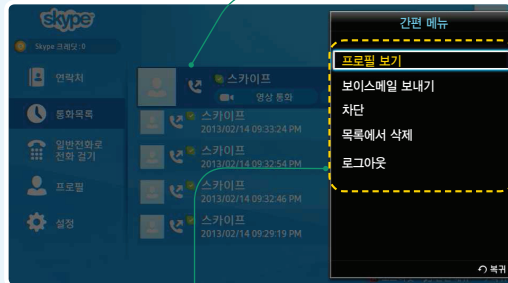 skype
Skype 크레딧 : 0
연락처
통화목록
일반전화로
전화 걸기
프로필
설정
스카이프
영상 통화
스카이프
2013/02/14 09:33:24 PM
스카이프
2013/02/14 09:32:54 PM
스카이프
2013/02/14 09:32:46 PM
스카이프
2013/02/14 09:29:19 PM
간편 메뉴
프로필 보기
보이스메일 보내기
차단
목록에서 삭제
로그아웃
복귀